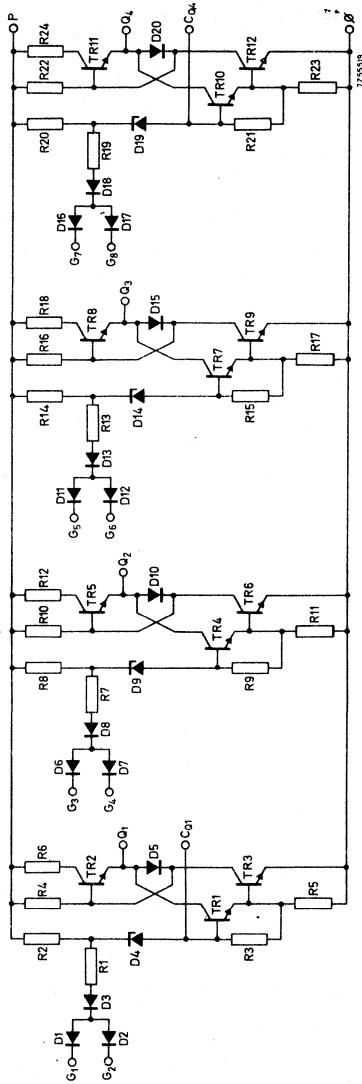 P
R24
R22
R20
TR11
Q4
D20
TR12
TR10
CQ4
D19
R19
D18
D16
D17
G7
G8
R21
R23
Ø
7Z55519
R18
R16
R14
TR8
Q3
D15
TR9
TR7
D14
R13
D13
D11
D12
G5
G6
R15
R17
R12
R10
R8
TR5
Q2
D10
TR6
TR4
D9
R7
D8
D6
D7
G3
G4
R9
R11
R6
R4
R2
TR2
Q1
D5
TR3
TR1
CQ1
D4
R1
D3
D1
D2
G1
G2
R3
R5